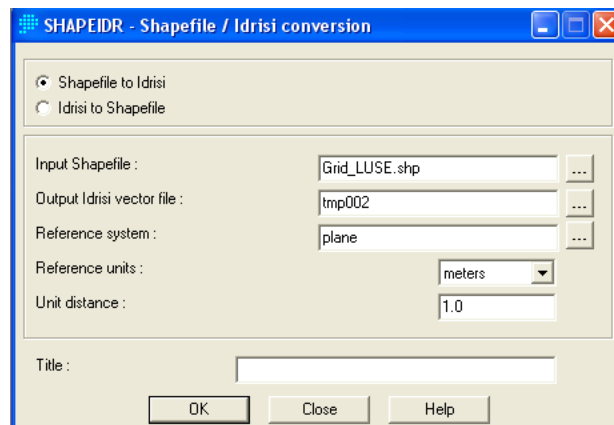 SHAPEIDR - Shapefile / Idrisi conversion
Shapefile to Idrisi
Idrisi to Shapefile
Input Shapefile : Grid_LUSE.shp ...
Output Idrisi vector file : tmp002 ...
Reference system : plane ...
Reference units : meters
Unit distance : 1.0
Title :
OK Close Help